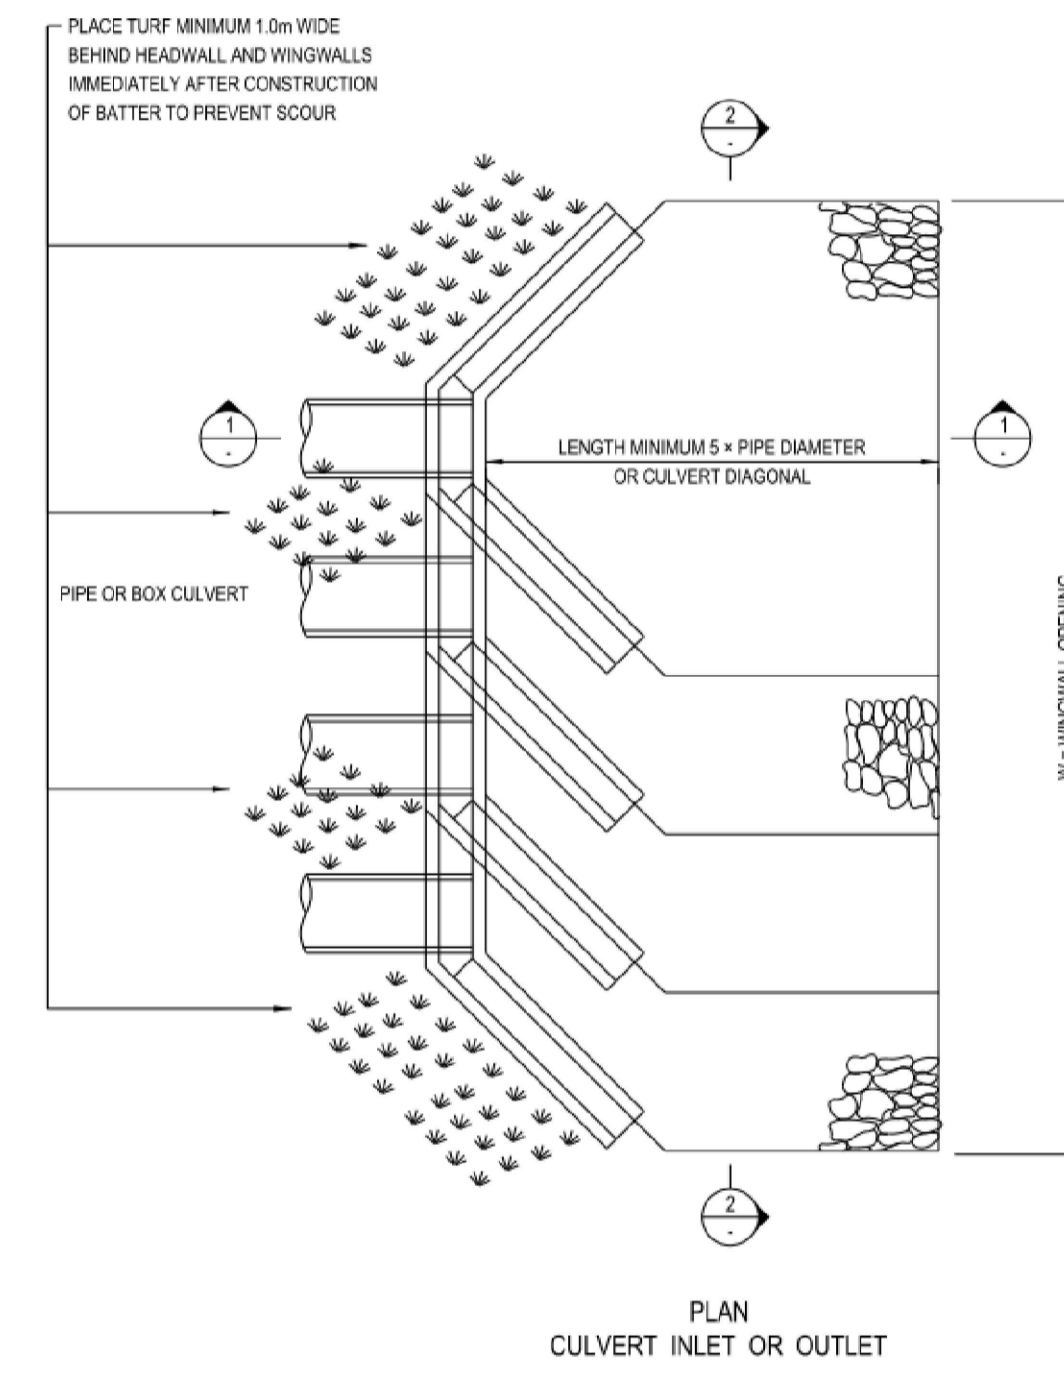 PLACE TURF MINIMUM 1.0m WIDE
BEHIND HEADWALL AND WINGWALLS
IMMEDIATELY AFTER CONSTRUCTION
OF BATTER TO PREVENT SCOUR
2
-
1
-
1
-
LENGTH MINIMUM 5 × PIPE DIAMETER
OR CULVERT DIAGONAL
PIPE OR BOX CULVERT
2
-
PLAN
CULVERT INLET OR OUTLET